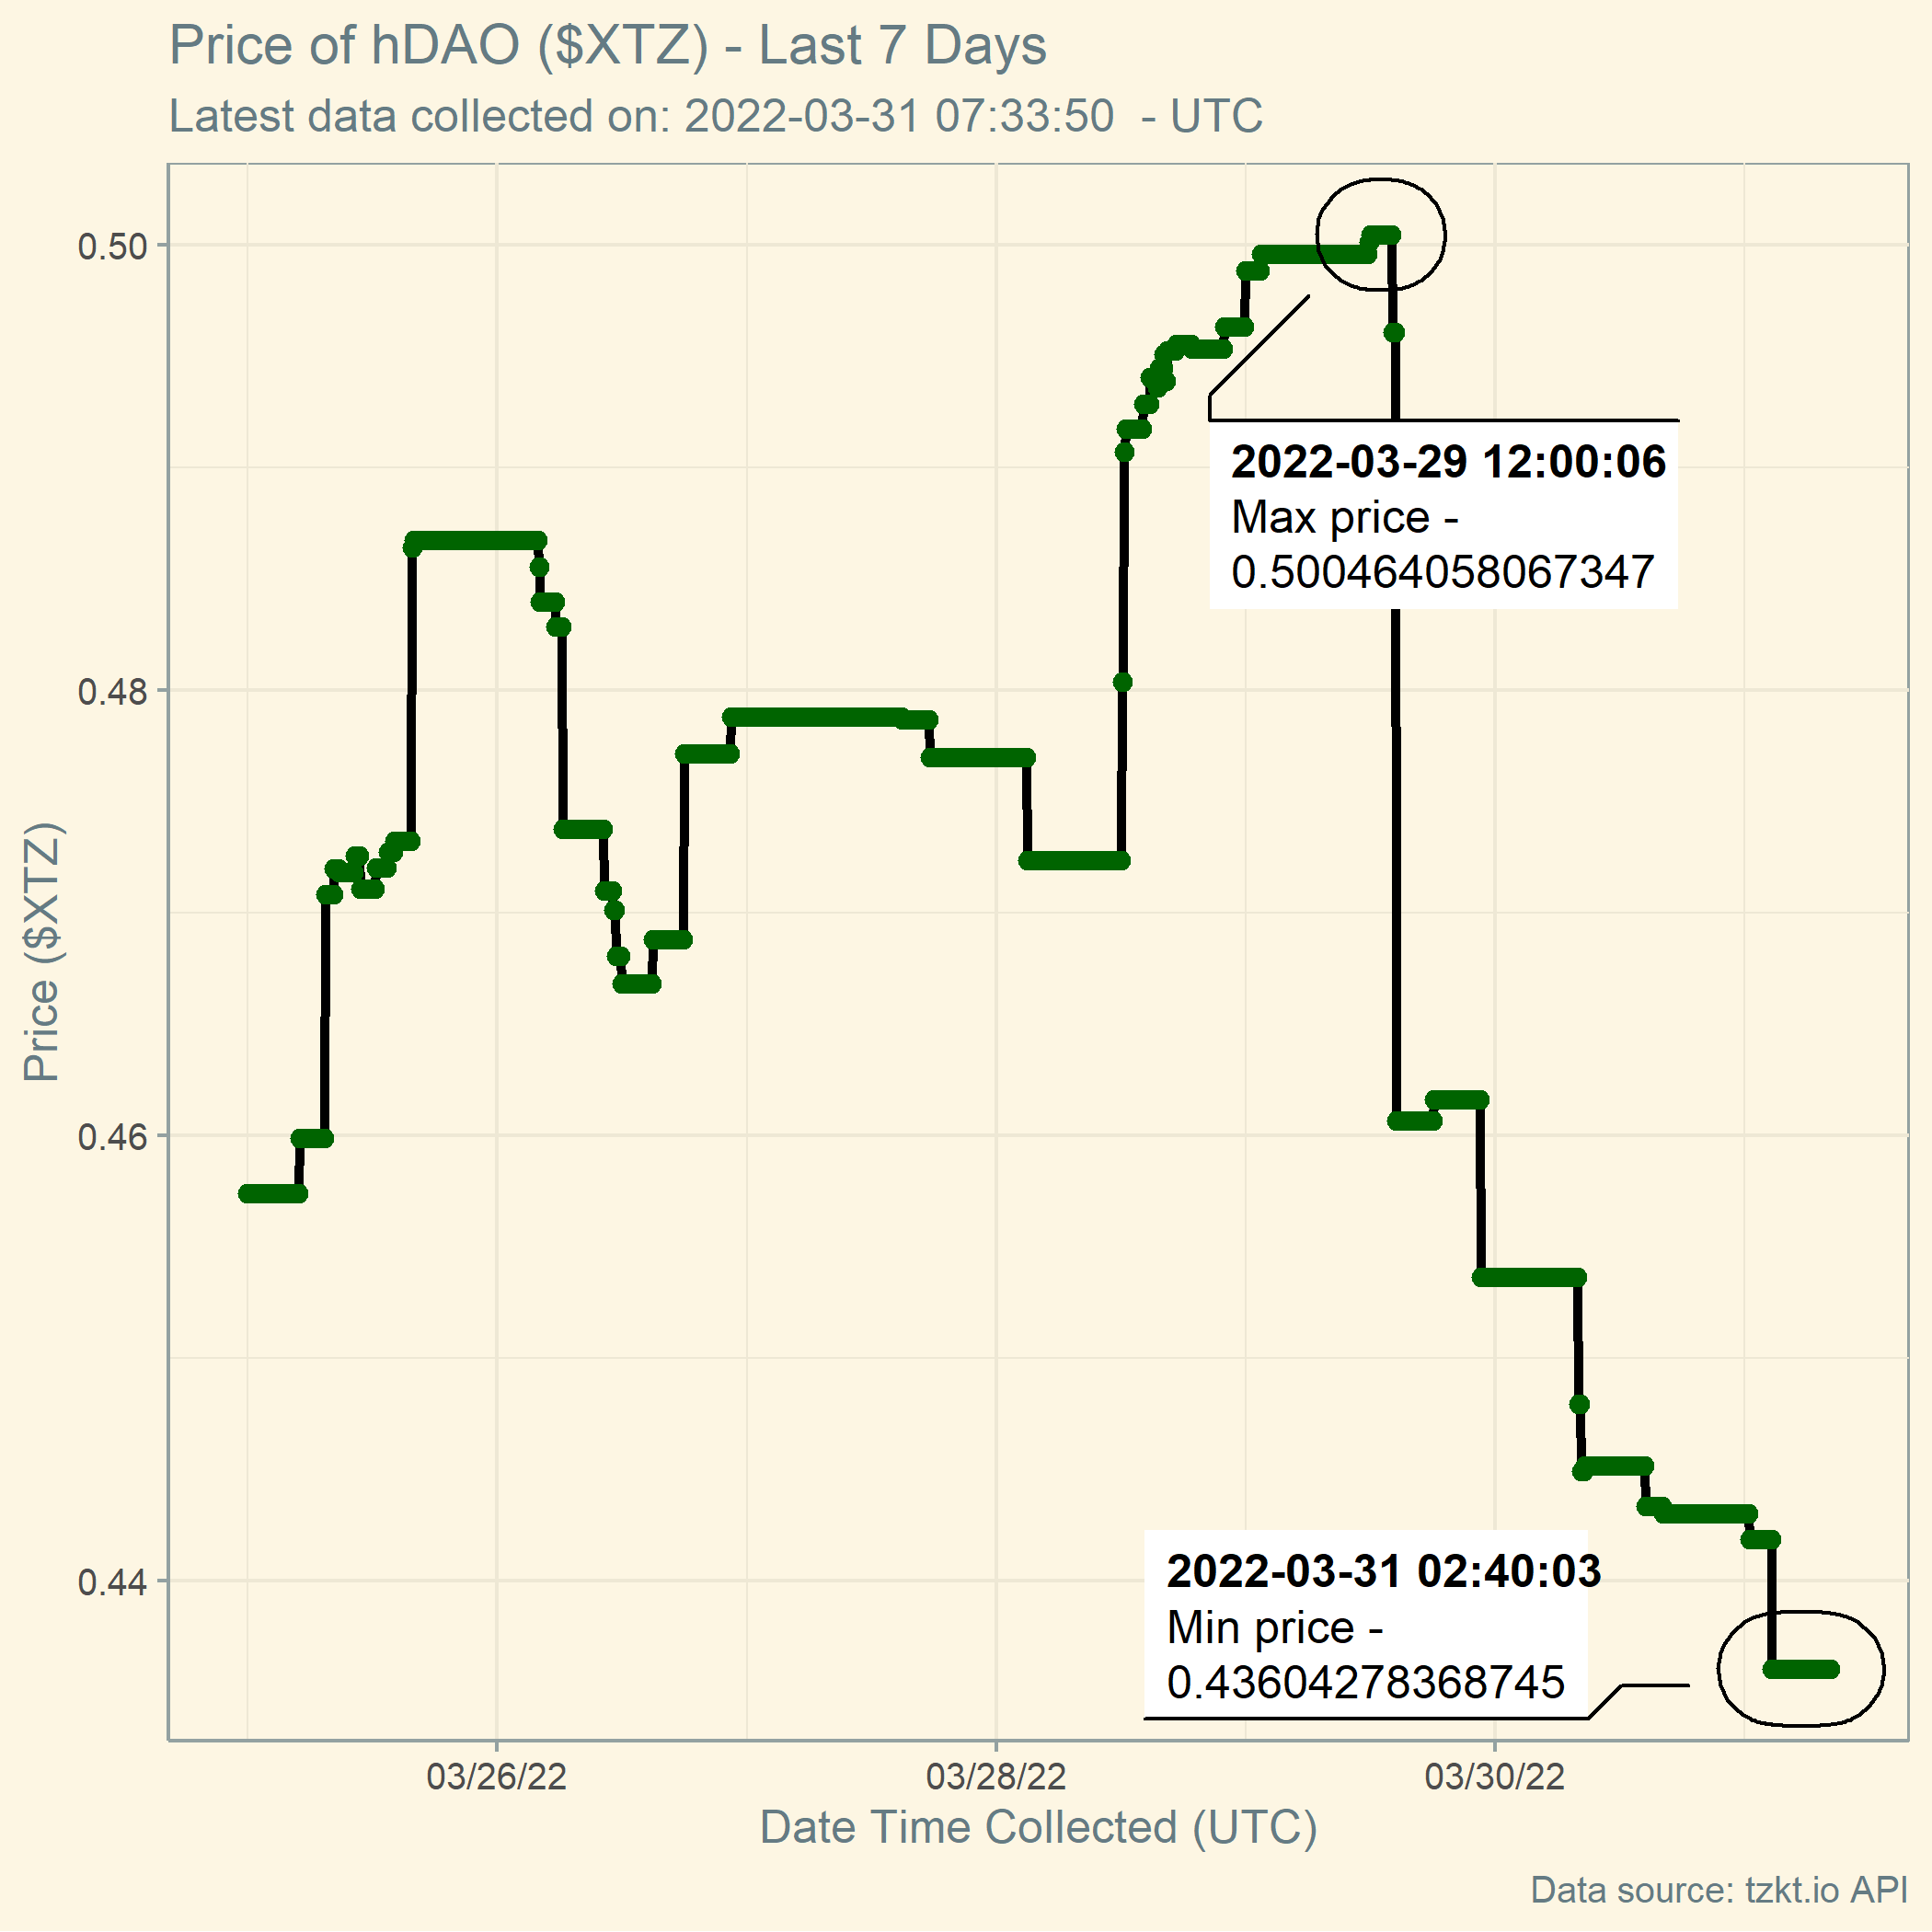 Price of hDAO ($XTZ) - Last 7 Days
Latest data collected on: 2022-03-31 07:33:50  - UTC
0.50
0.48
0.46
0.44
Price ($XTZ)
2022-03-29 12:00:06
Max price -
0.500464058067347
2022-03-31 02:40:03
Min price -
0.43604278368745
03/26/22
03/28/22
03/30/22
Date Time Collected (UTC)
Data source: tzkt.io API